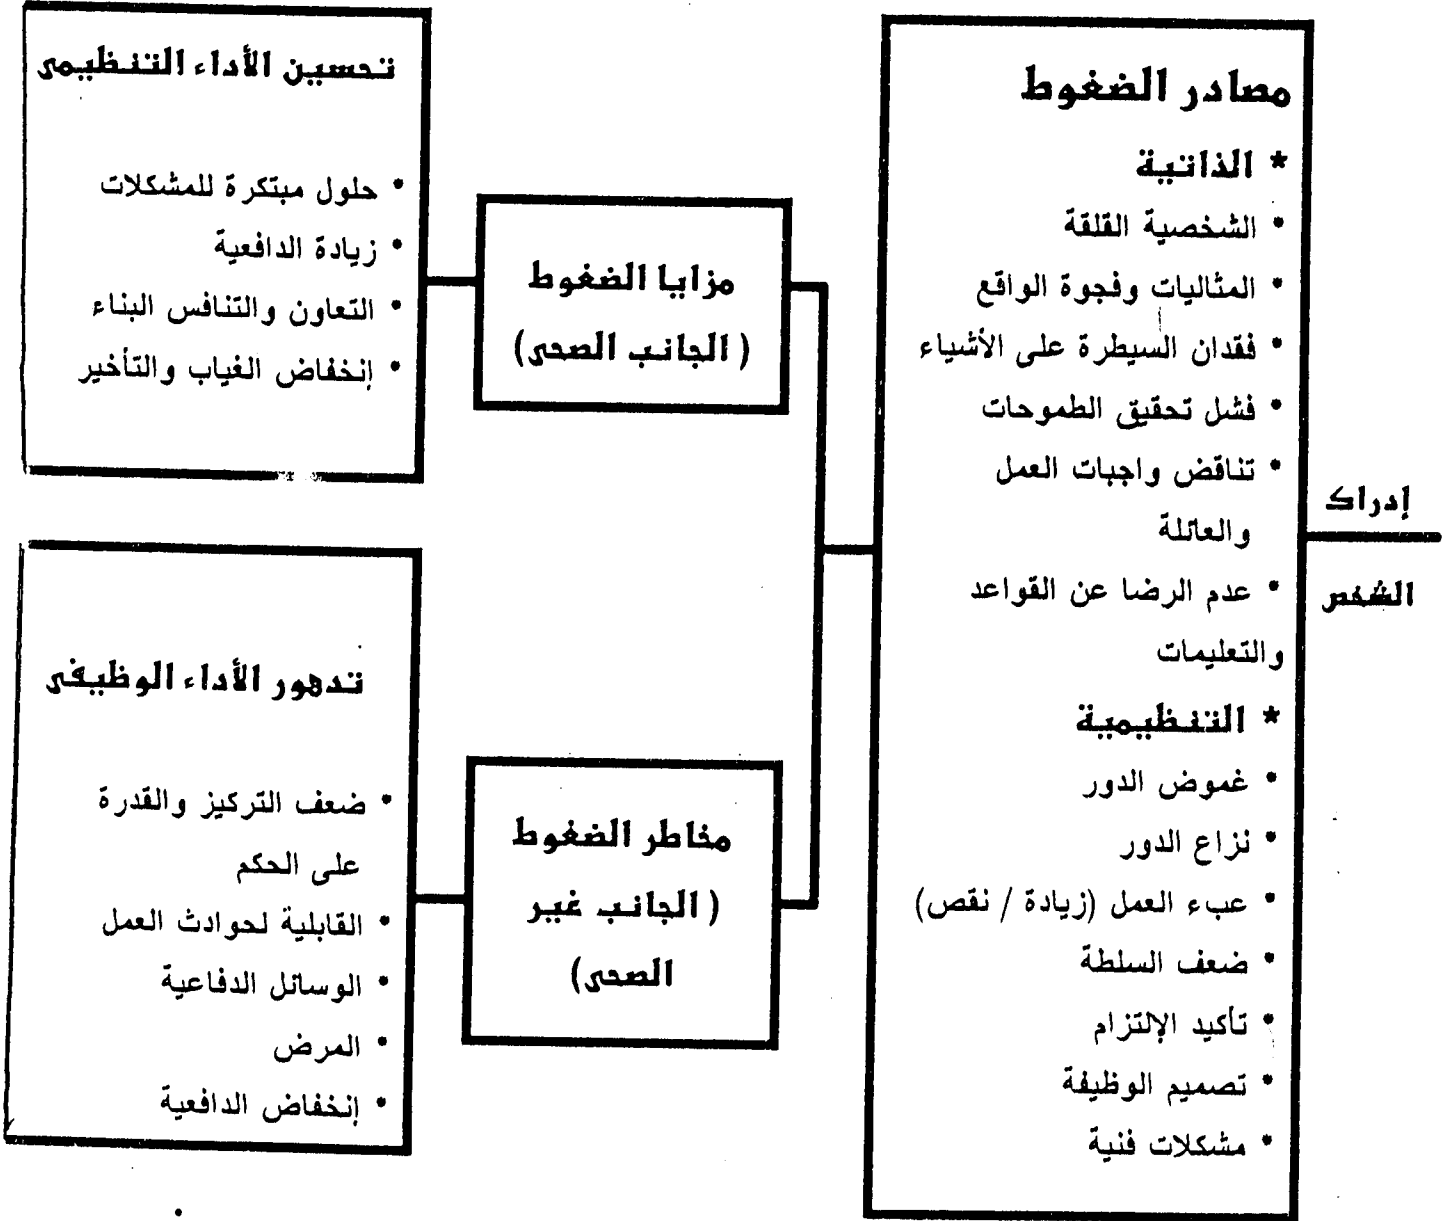 إدراك
الشخص
مصادر الضغوط
* الذاتية
• الشخصية القلقة
• المثاليات وفجوة الواقع
• فقدان السيطرة على الأشياء
• فشل تحقيق الطموحات
• تناقض واجبات العمل
والعائلة
• عدم الرضا عن القواعد
والتعليمات
* التنظيمية
• غموض الدور
• نزاع الدور
• عبء العمل (زيادة / نقص)
• ضعف السلطة
• تأكيد الإلتزام
• تصميم الوظيفة
• مشكلات فنية
مزايا الضغوط
(الجانب الصحى)
مخاطر الضغوط
(الجانب غير
الصحى)
تحسين الأداء التنظيمى
• حلول مبتكرة للمشكلات
• زيادة الدافعية
• التعاون والتنافس البناء
• إنخفاض الغياب والتأخير
تدهور الأداء الوظيفى
• ضعف التركيز والقدرة
على الحكم
• القابلية لحوادث العمل
• الوسائل الدفاعية
• المرض
• إنخفاض الدافعية